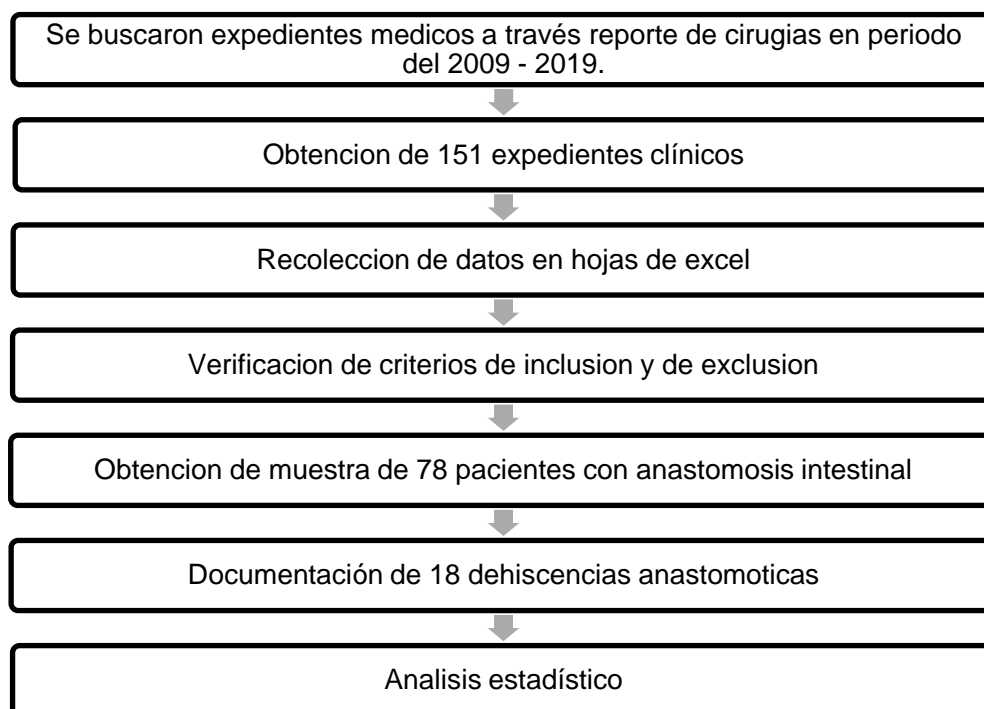 Se buscaron expedientes medicos a través reporte de cirugias en periodo
del 2009 - 2019.
Obtencion de 151 expedientes clínicos
Recoleccion de datos en hojas de excel
Verificacion de criterios de inclusion y de exclusion
Obtencion de muestra de 78 pacientes con anastomosis intestinal
Documentación de 18 dehiscencias anastomoticas
Analisis estadístico